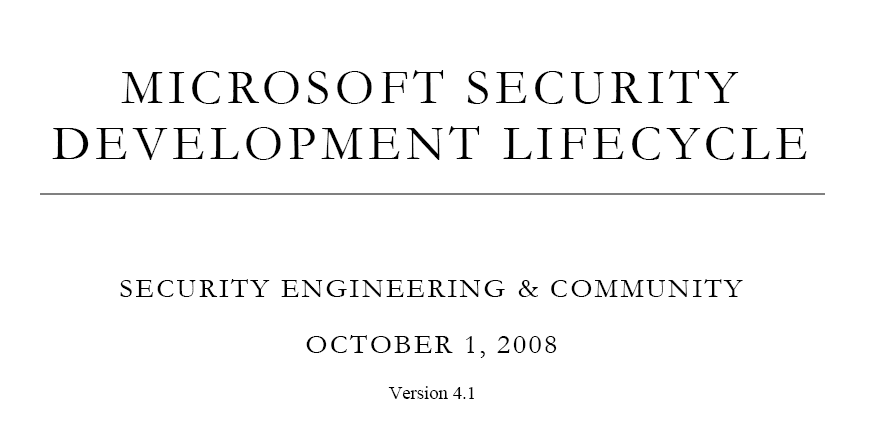 MICROSOFT SECURITY
DEVELOPMENT LIFECYCLE
SECURITY ENGINEERING & COMMUNITY
OCTOBER 1, 2008
Version 4.1